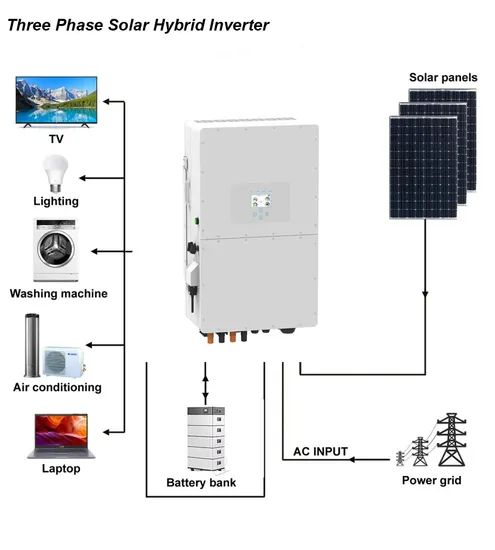 Three Phase Solar Hybrid Inverter
Solar panels
TV
Lighting
Washing machine
Air conditioning
Laptop
Battery bank
AC INPUT
Power grid